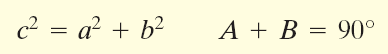 c² = a² + b² A + B = 90°